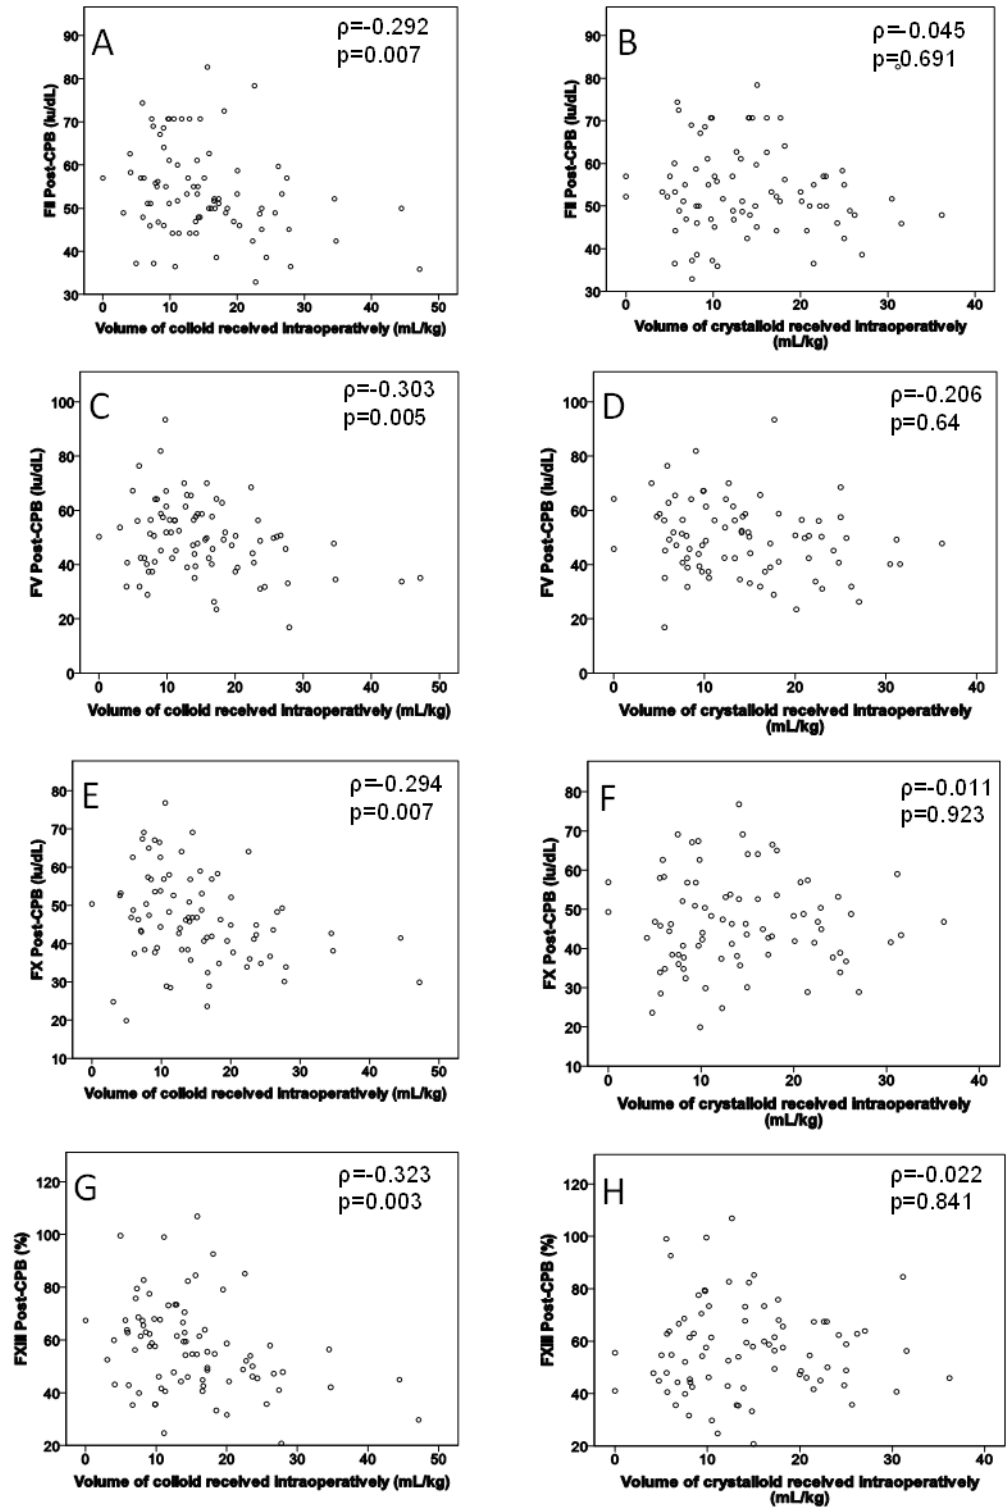 A
ρ=-0.292
p=0.007
90
80
70
60
50
40
30
FII Post-CPB (iu/dL)
0 10 20 30 40 50
Volume of colloid received intraoperatively (mL/kg)
B
ρ=-0.045
p=0.691
90
80
70
60
50
40
30
FII Post-CPB (iu/dL)
0 10 20 30 40
Volume of crystalloid received intraoperatively
(mL/kg)
C
ρ=-0.303
p=0.005
100
80
60
40
20
0
FV Post-CPB (iu/dL)
0 10 20 30 40 50
Volume of colloid received intraoperatively (mL/kg)
D
ρ=-0.206
p=0.64
100
80
60
40
20
0
FV Post-CPB (iu/dL)
0 10 20 30 40
Volume of crystalloid received intraoperatively
(mL/kg)
E
ρ=-0.294
p=0.007
80
70
60
50
40
30
20
10
FX Post-CPB (iu/dL)
0 10 20 30 40 50
Volume of colloid received intraoperatively (mL/kg)
F
ρ=-0.011
p=0.923
80
70
60
50
40
30
20
10
FX Post-CPB (iu/dL)
0 10 20 30 40
Volume of crystalloid received intraoperatively
(mL/kg)
G
ρ=-0.323
p=0.003
120
100
80
60
40
20
FXIII Post-CPB (%)
0 10 20 30 40 50
Volume of colloid received intraoperatively (mL/kg)
H
ρ=-0.022
p=0.841
120
100
80
60
40
20
FXIII Post-CPB (%)
0 10 20 30 40
Volume of crystalloid received intraoperatively
(mL/kg)